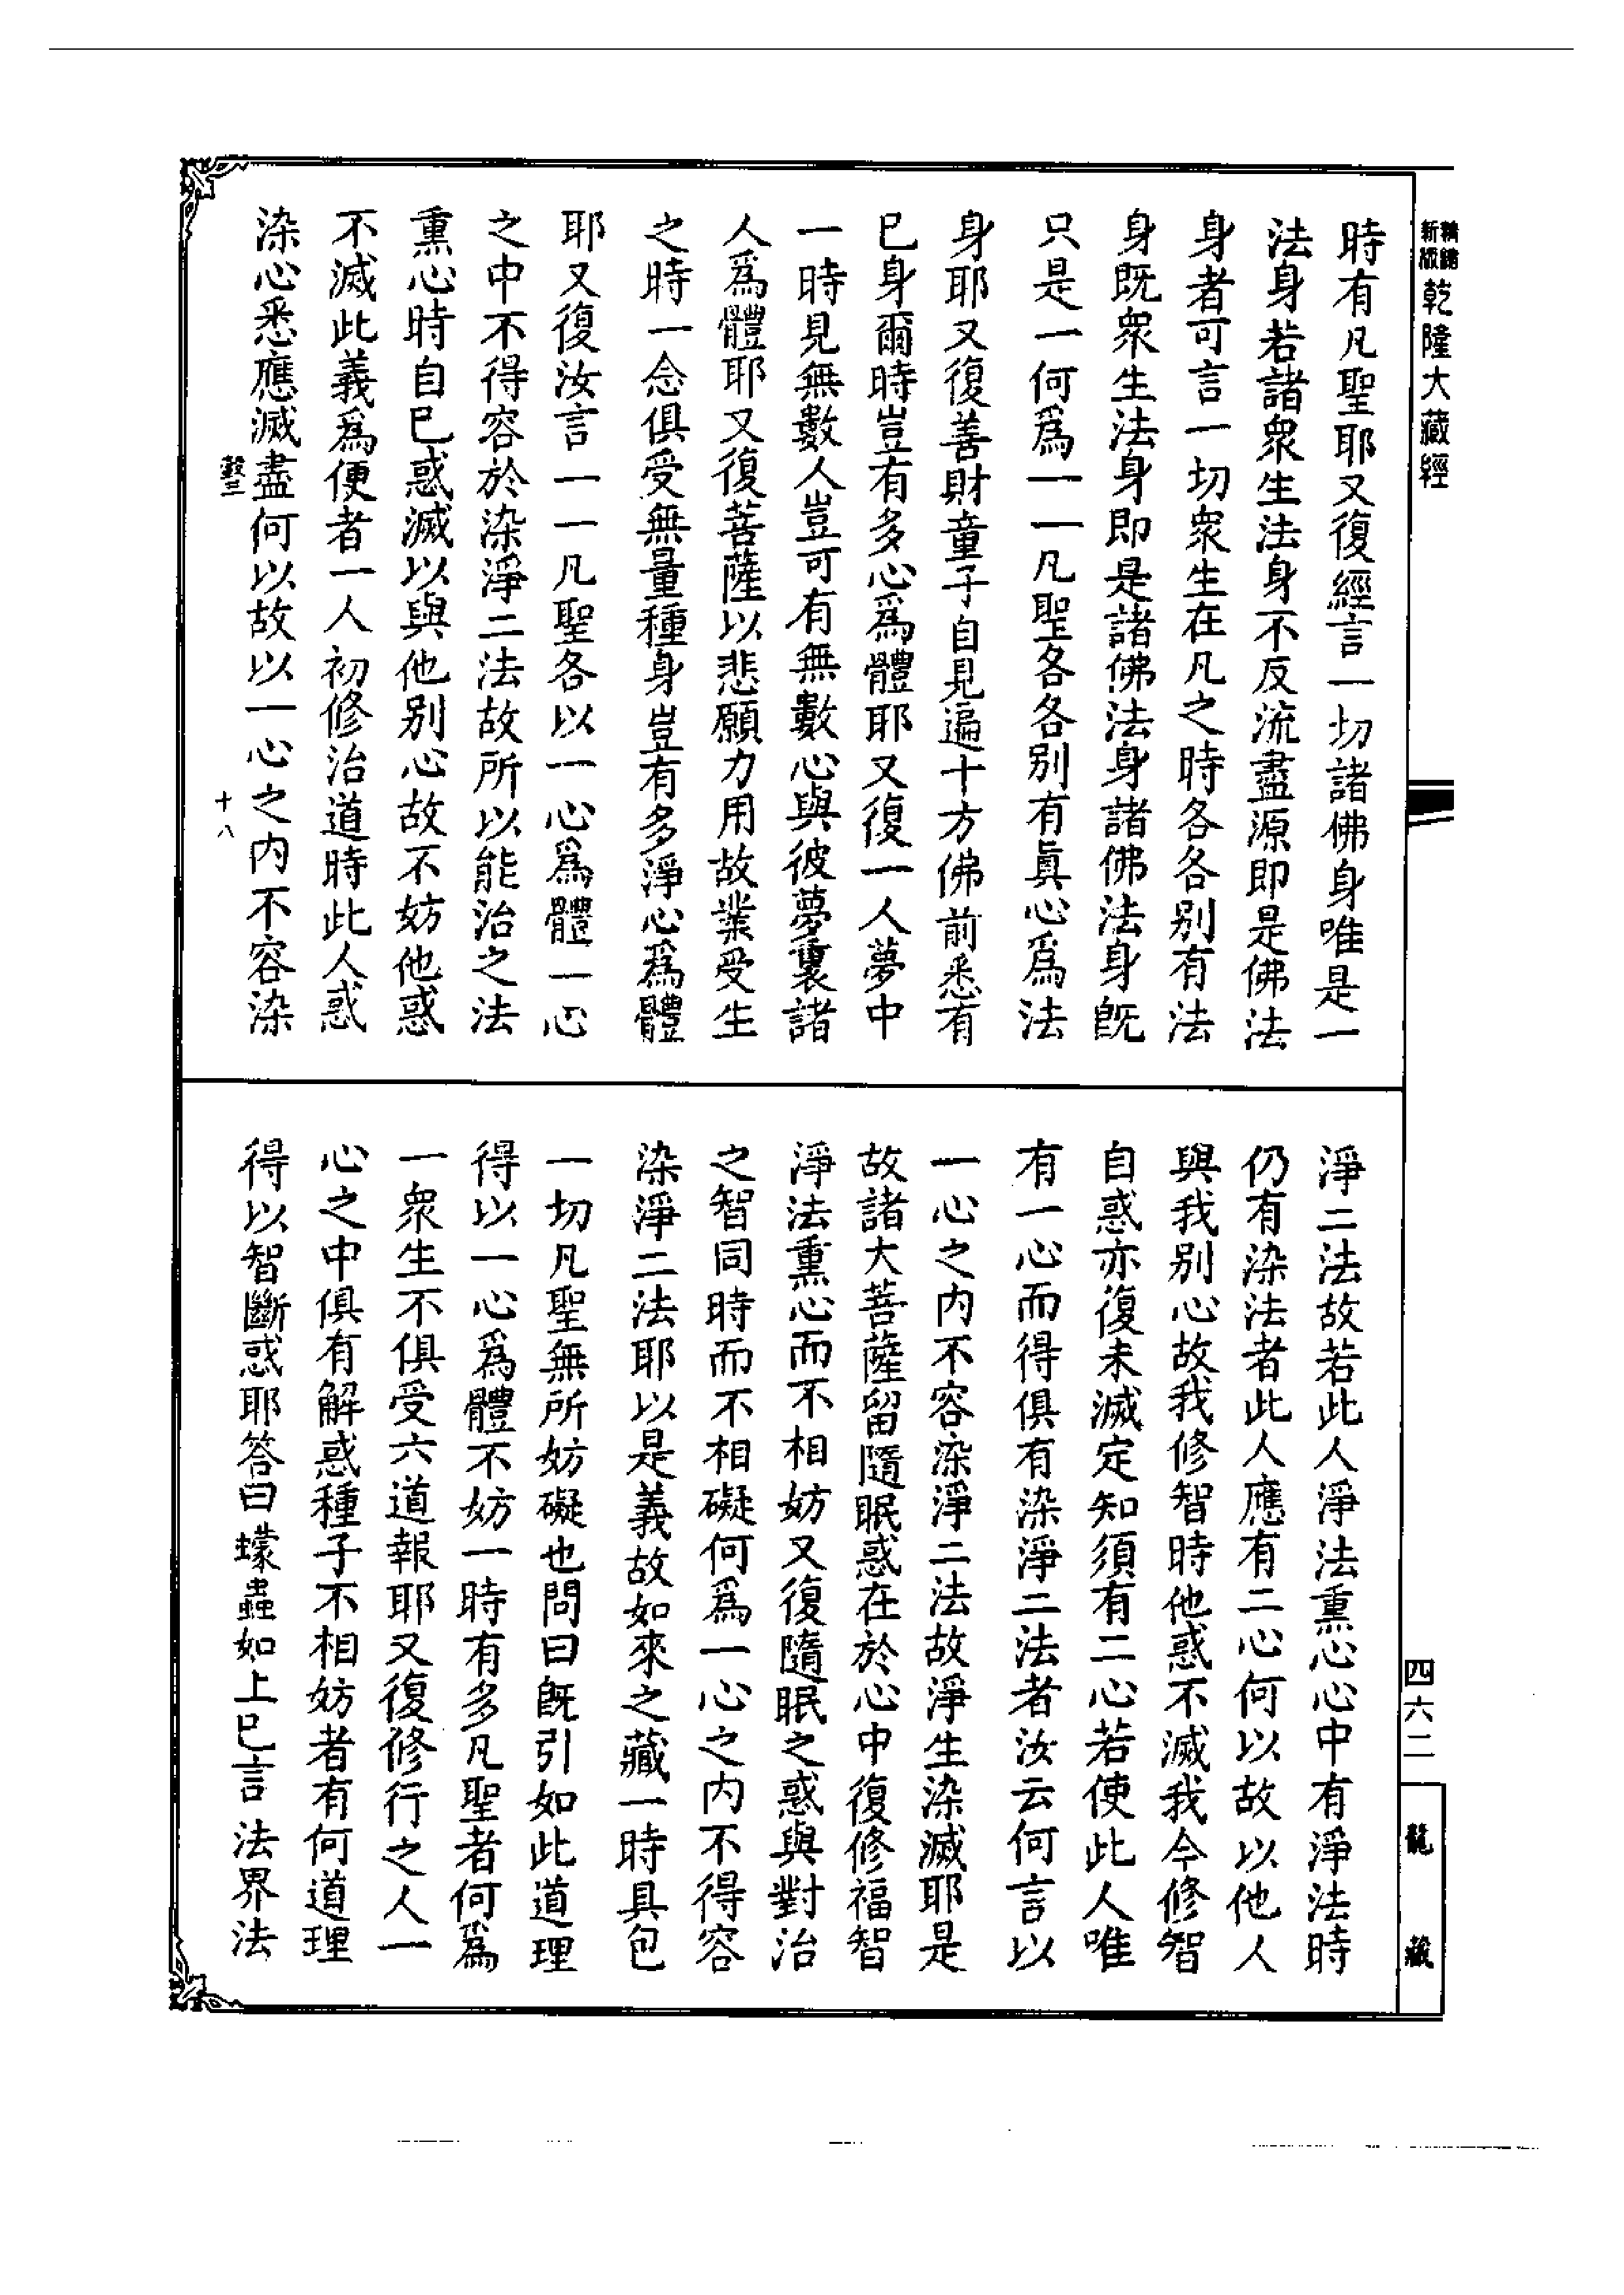 新版
精縮
乾隆大藏經
時有凡聖耶又復經言一切諸佛身唯是一
法身若諸衆生法身不反流盡源即是佛法
身者可言一切衆生在凡之時各各別有法
身既衆生法身即是諸佛法身諸佛法身既
只是一何爲一一凡聖各各別有眞心爲法
身耶又復善財童子自見遍十方佛前悉有
已身爾時豈有多心爲體耶又復一人夢中
一時見無數人豈可有無數心與彼夢裏諸
人爲體耶又復菩薩以悲願力用故業受生
之時一念俱受無量種身豈有多淨心爲體
耶又復汝言一一凡聖各以一心爲體一心
之中不得容於染淨二法故所以能治之法
熏心時自已惑滅以與他別心故不妨他惑
不滅此義爲便者一人初修治道時此人惑
染心悉應滅盡何以故以一心之内不容染
十八
淨二法故若此人淨法熏心心中有淨法時
仍有染法者此人應有二心何以故以他人
與我別心故我修智時他惑不滅我今修智
自惑亦復未滅定知須有二心若使此人唯
有一心而得俱有染淨二法者汝云何言以
一心之内不容染淨二法故淨生染滅耶是
故諸大菩薩留隨眠惑在於心中復修福智
淨法熏心而不相妨又復隨眠之惑與對治
之智同時而不相礙何爲一心之内不得容
染淨二法耶以是義故如來之藏一時具包
一切凡聖無所妨礙也問曰既引如此道理
得以一心爲體不妨一時有多凡聖者何爲
一衆生不俱受六道報耶又復修行之人一
心之中俱有解惑種子不相妨者有何道理
得以智斷惑耶答曰蠓蟲如上已言法界法
四六二
龍藏